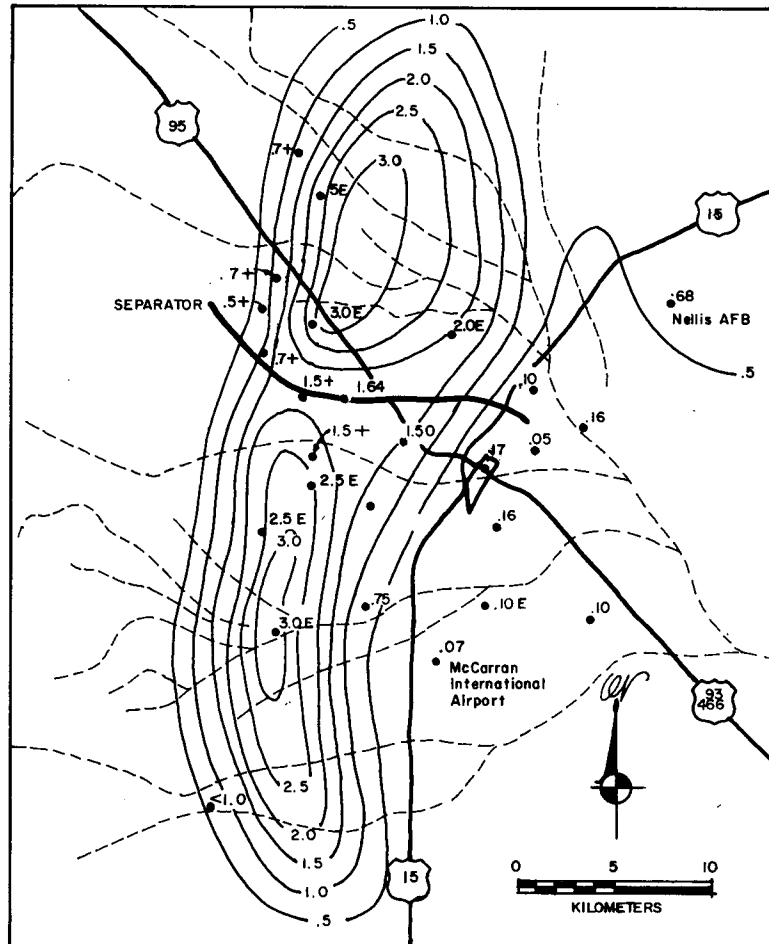 .5
1.0
1.5
2.0
2.5
3.0
95
.7+
.5E
15
.7+
SEPARATOR
.5+
3.0E
2.0E
.68
Nellis AFB
.7+
1.5+
1.64
.10
.5
.16
1.50
.05
1.5+
.17
2.5 E
2.5 E
3.0
.16
.75
.10 E
.10
3.0E
.07
McCarran
International
Airport
93
466
2.5
<1.0
2.0
1.5
1.0
.5
15
0 5 10
KILOMETERS